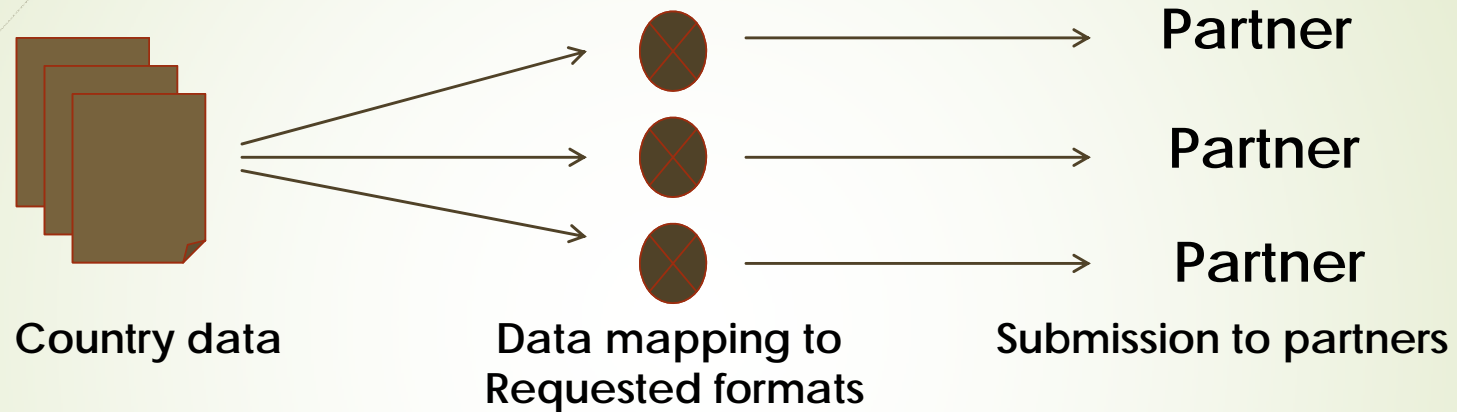 Partner
Partner
Partner
Country data
Data mapping to
Requested formats
Submission to partners